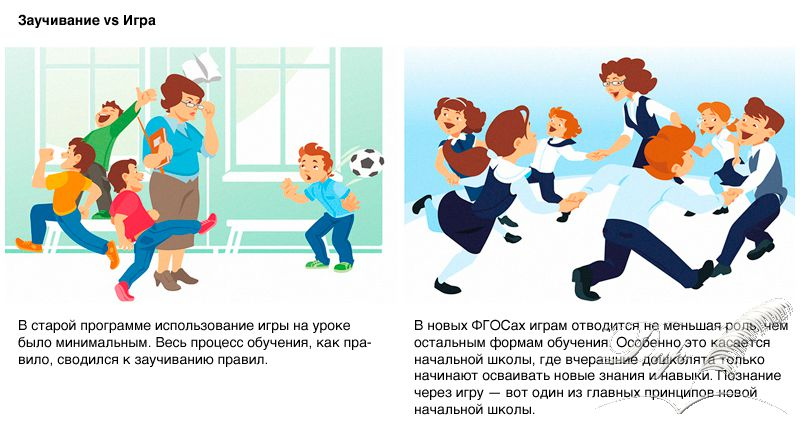 Заучивание vs Игра
В старой программе использование игры на уроке
было минимальным. Весь процесс обучения, как пра-
вило, сводился к заучиванию правил.
В новых ФГОСах играм отводится не меньшая роль, чем
остальным формам обучения. Особенно это касается
начальной школы, где вчерашние дошколята только
начинают осваивать новые знания и навыки. Познание
через игру — вот один из главных принципов новой
начальной школы.